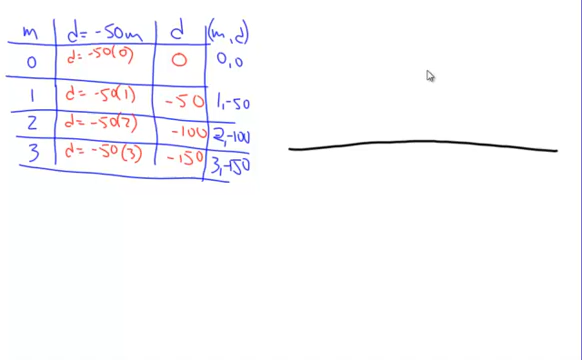 m d = -50m d (m, d)
0 d = -50(0) 0 0,0
1 d = -50(1) -50 1,-50
2 d = -50(2) -100 2,-100
3 d = -50(3) -150 3,-150